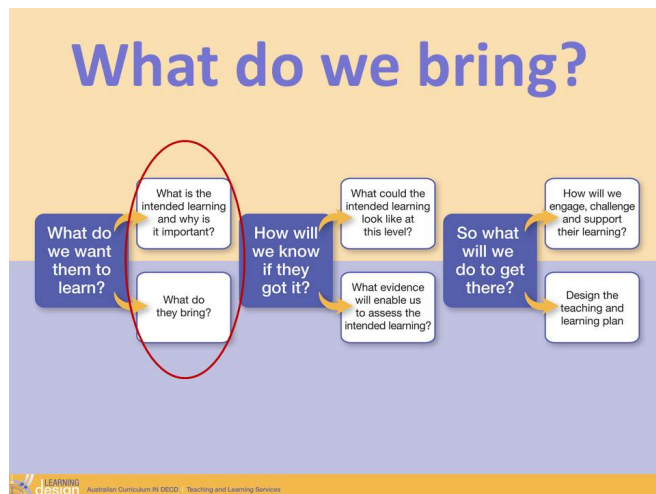 What do we bring?
What do
we want
them to
learn?
What is the
intended learning
and why is
it important?
What do
they bring?
How will
we know
if they
got it?
What could the
intended learning
look like at
this level?
What evidence
will enable us
to assess the
intended learning?
So what
will we
do to get
there?
How will we
engage, challenge
and support
their learning?
Design the
teaching and
learning plan
LEARNING
design
Australian Curriculum IN DECD | Teaching and Learning Services